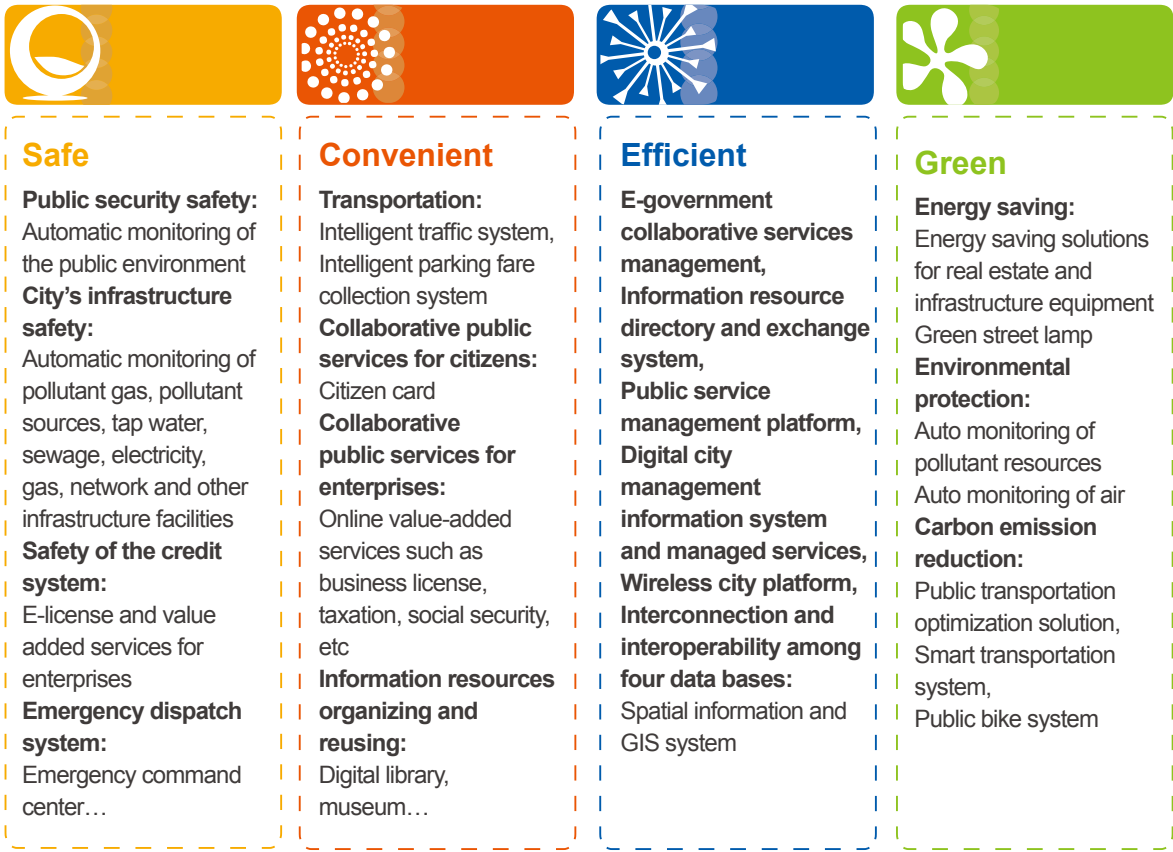 Safe
Public security safety:
Automatic monitoring of
the public environment
City’s infrastructure
safety:
Automatic monitoring of
pollutant gas, pollutant
sources, tap water,
sewage, electricity,
gas, network and other
infrastructure facilities
Safety of the credit
system:
E-license and value
added services for
enterprises
Emergency dispatch
system:
Emergency command
center…
Convenient
Transportation:
Intelligent traffic system,
Intelligent parking fare
collection system
Collaborative public
services for citizens:
Citizen card
Collaborative
public services for
enterprises:
Online value-added
services such as
business license,
taxation, social security,
etc
Information resources
organizing and
reusing:
Digital library,
museum…
Efficient
E-government
collaborative services
management,
Information resource
directory and exchange
system,
Public service
management platform,
Digital city
management
information system
and managed services,
Wireless city platform,
Interconnection and
interoperability among
four data bases:
Spatial information and
GIS system
Green
Energy saving:
Energy saving solutions
for real estate and
infrastructure equipment
Green street lamp
Environmental
protection:
Auto monitoring of
pollutant resources
Auto monitoring of air
Carbon emission
reduction:
Public transportation
optimization solution,
Smart transportation
system,
Public bike system